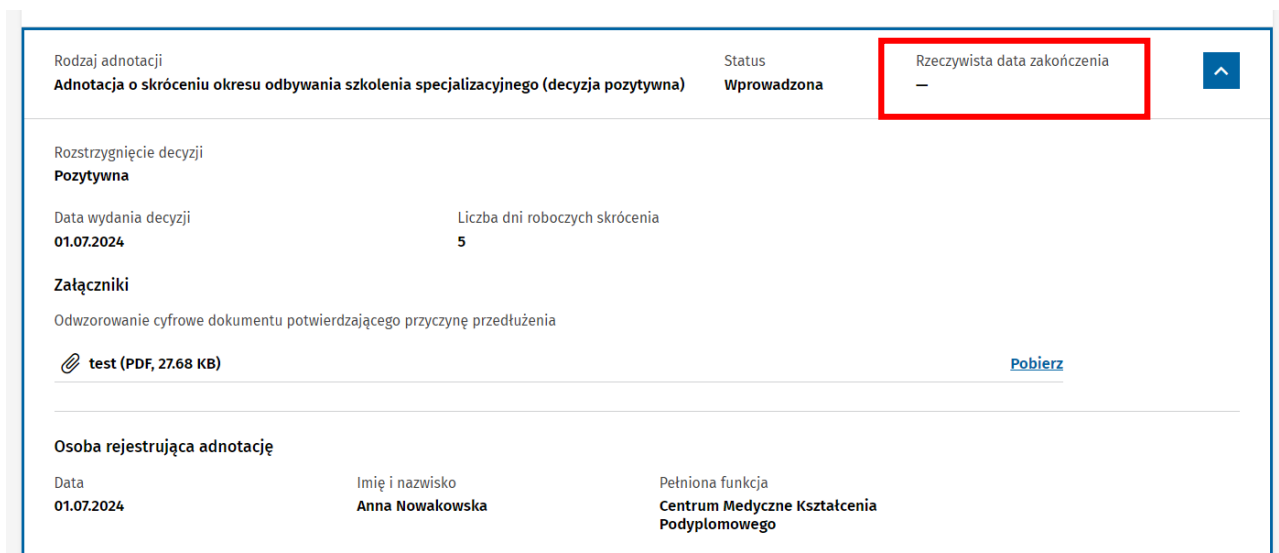 Rodzaj adnotacji Status Rzeczywista data zakończenia
Adnotacja o skróceniu okresu odbywania szkolenia specjalizacyjnego (decyzja pozytywna) Wprowadzona —
Rozstrzygnięcie decyzji
Pozytywna
Data wydania decyzji Liczba dni roboczych skrócenia
01.07.2024 5
Załączniki
Odwzorowanie cyfrowe dokumentu potwierdzającego przyczynę przedłużenia
test (PDF, 27.68 KB) Pobierz
Osoba rejestrująca adnotację
Data Imię i nazwisko Pełniona funkcja
01.07.2024 Anna Nowakowska Centrum Medyczne Kształcenia
Podyplomowego